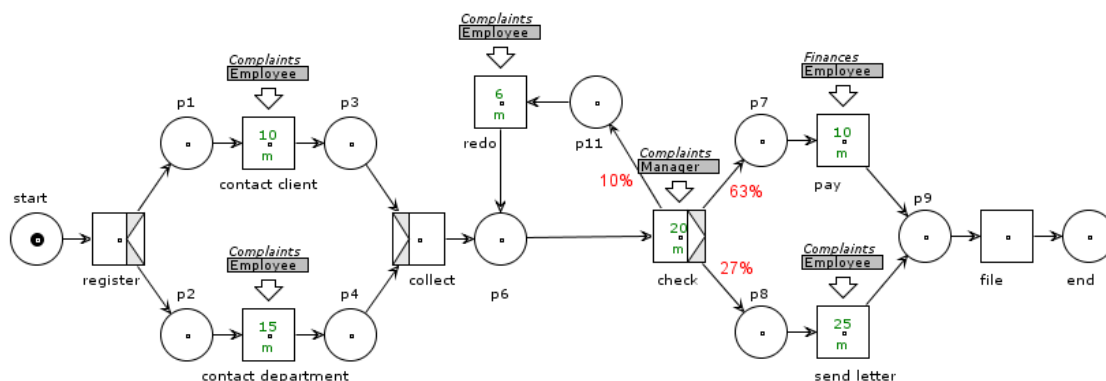 Complaints
Employee
6
m
redo
p11
Complaints
Employee
p1
10
m
contact client
p3
Finances
Employee
p7
10
m
pay
Complaints
Manager
10%
63%
start
register
collect
p6
20
m
check
27%
p9
file
end
Complaints
Employee
p2
15
m
contact department
p4
Complaints
Employee
p8
25
m
send letter